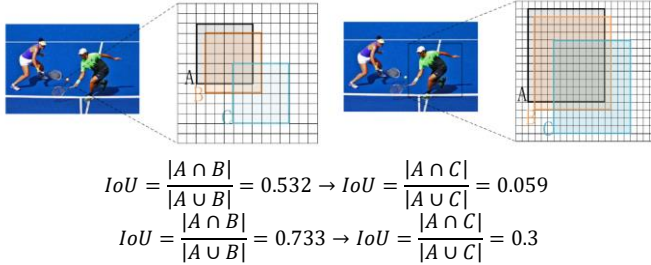 A
B
C
A
B
C
IoU = |A ∩ B| / |A ∪ B| = 0.532 → IoU = |A ∩ C| / |A ∪ C| = 0.059
IoU = |A ∩ B| / |A ∪ B| = 0.733 → IoU = |A ∩ C| / |A ∪ C| = 0.3